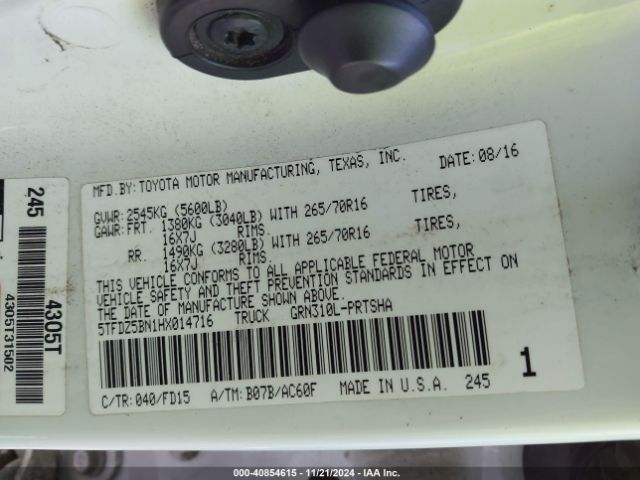 MFD.BY:TOYOTA MOTOR MANUFACTURING, TEXAS, INC. DATE:08/16
GVWR:2545KG (5600LB)
GAWR:FRT. 1380KG (3040LB) WITH 265/70R16 TIRES,
16X7J RIMS.
RR. 1490KG (3280LB) WITH 265/70R16 TIRES,
16X7J RIMS.
THIS VEHICLE CONFORMS TO ALL APPLICABLE FEDERAL MOTOR
VEHICLE SAFETY AND THEFT PREVENTION STANDARDS IN EFFECT ON
THE DATE OF MANUFACTURE SHOWN ABOVE.
5TFDZ5BN1HX014716 TRUCK GRN310L-PRTSHA
C/TR:040/FD15 A/TM:B07B/AC60F MADE IN U.S.A. 245
1
245
4305T
4305T31502
000-40854615 - 11/21/2024 - IAA Inc.